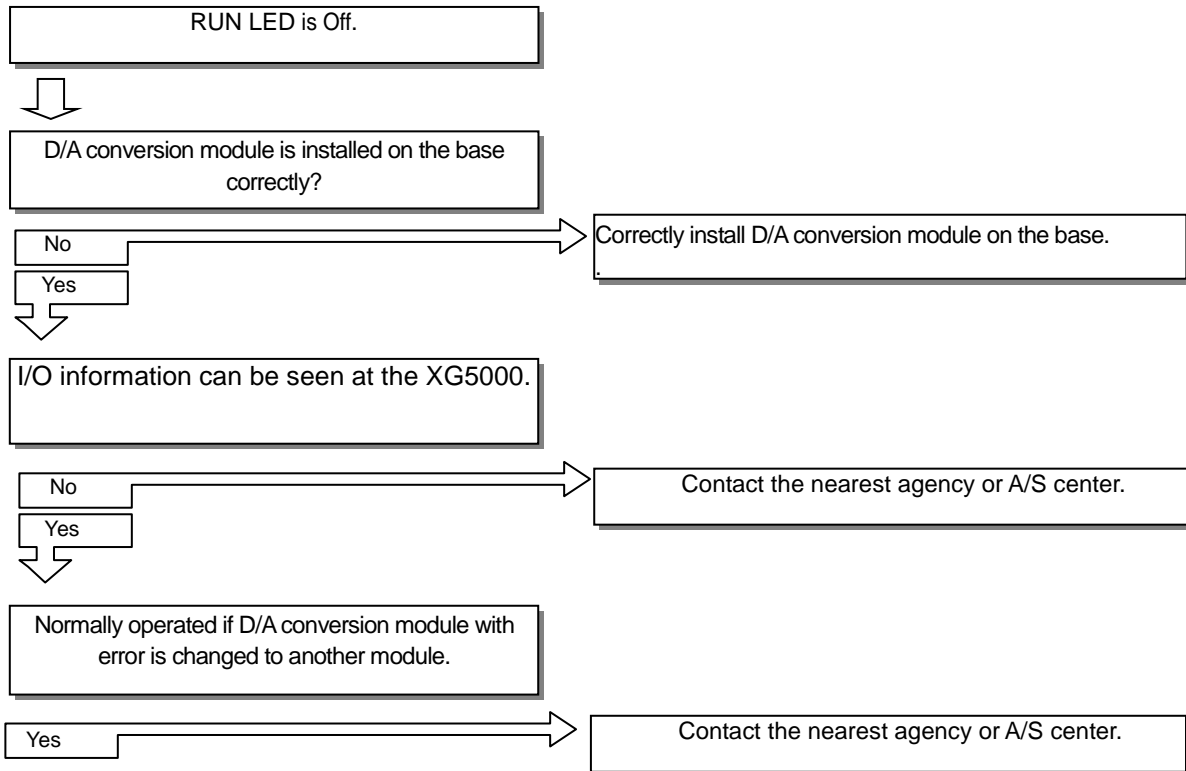 RUN LED is Off.
D/A conversion module is installed on the base
correctly?
No
Correctly install D/A conversion module on the base.
.
Yes
I/O information can be seen at the XG5000.
No
Contact the nearest agency or A/S center.
Yes
Normally operated if D/A conversion module with
error is changed to another module.
Yes
Contact the nearest agency or A/S center.